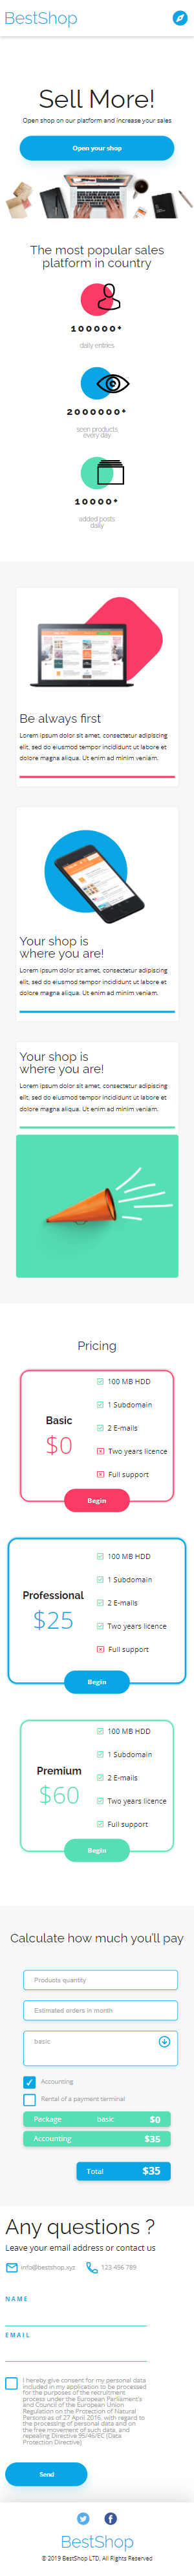 BestShop
Sell More!
Open shop on our platform and increase your sales
Open your shop
The most popular sales
platform in country
100000+
daily entries
2000000+
seen products
every day
10000+
added posts
daily
Be always first
Lorem ipsum dolor sit amet, consectetur adipiscing
elit, sed do eiusmod tempor incididunt ut labore et
dolore magna aliqua. Ut enim ad minim veniam.
Your shop is
where you are!
Lorem ipsum dolor sit amet, consectetur adipiscing
elit, sed do eiusmod tempor incididunt ut labore et
dolore magna aliqua. Ut enim ad minim veniam.
Your shop is
where you are!
Lorem ipsum dolor sit amet, consectetur adipiscing
elit, sed do eiusmod tempor incididunt ut labore et
dolore magna aliqua. Ut enim ad minim veniam.
Pricing
Basic
$0
100 MB HDD
1 Subdomain
2 E-mails
Two years licence
Full support
Begin
Professional
$25
100 MB HDD
1 Subdomain
2 E-mails
Two years licence
Full support
Begin
Premium
$60
100 MB HDD
1 Subdomain
2 E-mails
Two years licence
Full support
Begin
Calculate how much you'll pay
Products quantity
Estimated orders in month
basic
Accounting
Rental of a payment terminal
Package basic $0
Accounting $35
Total $35
Any questions ?
Leave your email address or contact us
info@bestshop.xyz 123 456 789
NAME
EMAIL
I hereby give consent for my personal data
included in my application to be processed
for the purposes of the recruitment
process under the European Parliament's
and Council of the European Union
Regulation on the Protection of Natural
Persons as of 27 April 2016, with regard to
the processing of personal data and on
the free movement of such data, and
repealing Directive 95/46/EC (Data
Protection Directive)
Send
BestShop
© 2019 BestShop LTD, All Rights Reserved